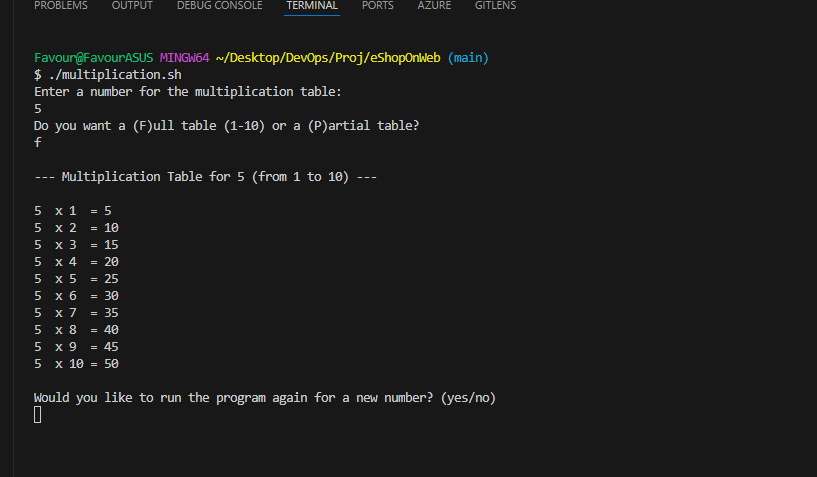 PROBLEMS OUTPUT DEBUG CONSOLE TERMINAL PORTS AZURE GITLENS
Favour@FavourASUS MINGW64 ~/Desktop/DevOps/Proj/eShopOnWeb (main)
$ ./multiplication.sh
Enter a number for the multiplication table:
5
Do you want a (F)ull table (1-10) or a (P)artial table?
f
--- Multiplication Table for 5 (from 1 to 10) ---
5  x 1  = 5
5  x 2  = 10
5  x 3  = 15
5  x 4  = 20
5  x 5  = 25
5  x 6  = 30
5  x 7  = 35
5  x 8  = 40
5  x 9  = 45
5  x 10 = 50
Would you like to run the program again for a new number? (yes/no)